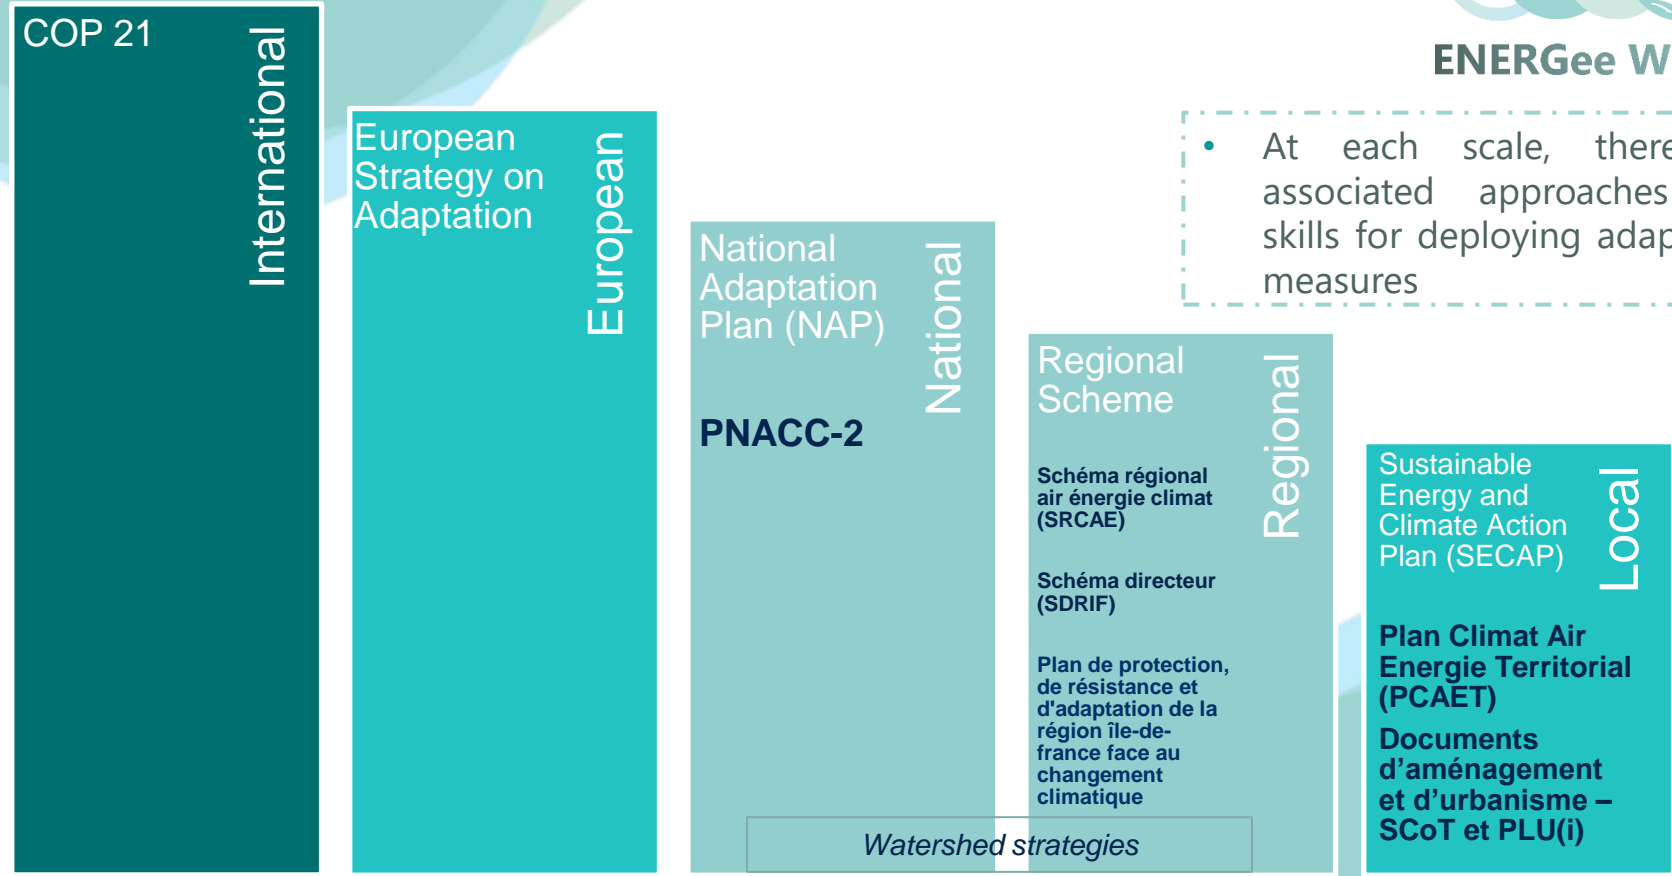 COP 21
International
European
Strategy on
Adaptation
European
National
Adaptation
Plan (NAP)
PNACC-2
National
Regional
Scheme
Schéma régional
air énergie climat
(SRCAE)
Schéma directeur
(SDRIF)
Plan de protection,
de résistance et
d'adaptation de la
région île-de-
france face au
changement
climatique
Regional
Watershed strategies
Sustainable
Energy and
Climate Action
Plan (SECAP)
Plan Climat Air
Energie Territorial
(PCAET)
Documents
d’aménagement
et d’urbanisme –
SCoT et PLU(i)
Local
ENERGee W
• At each scale, there
associated approaches
skills for deploying adap
measures